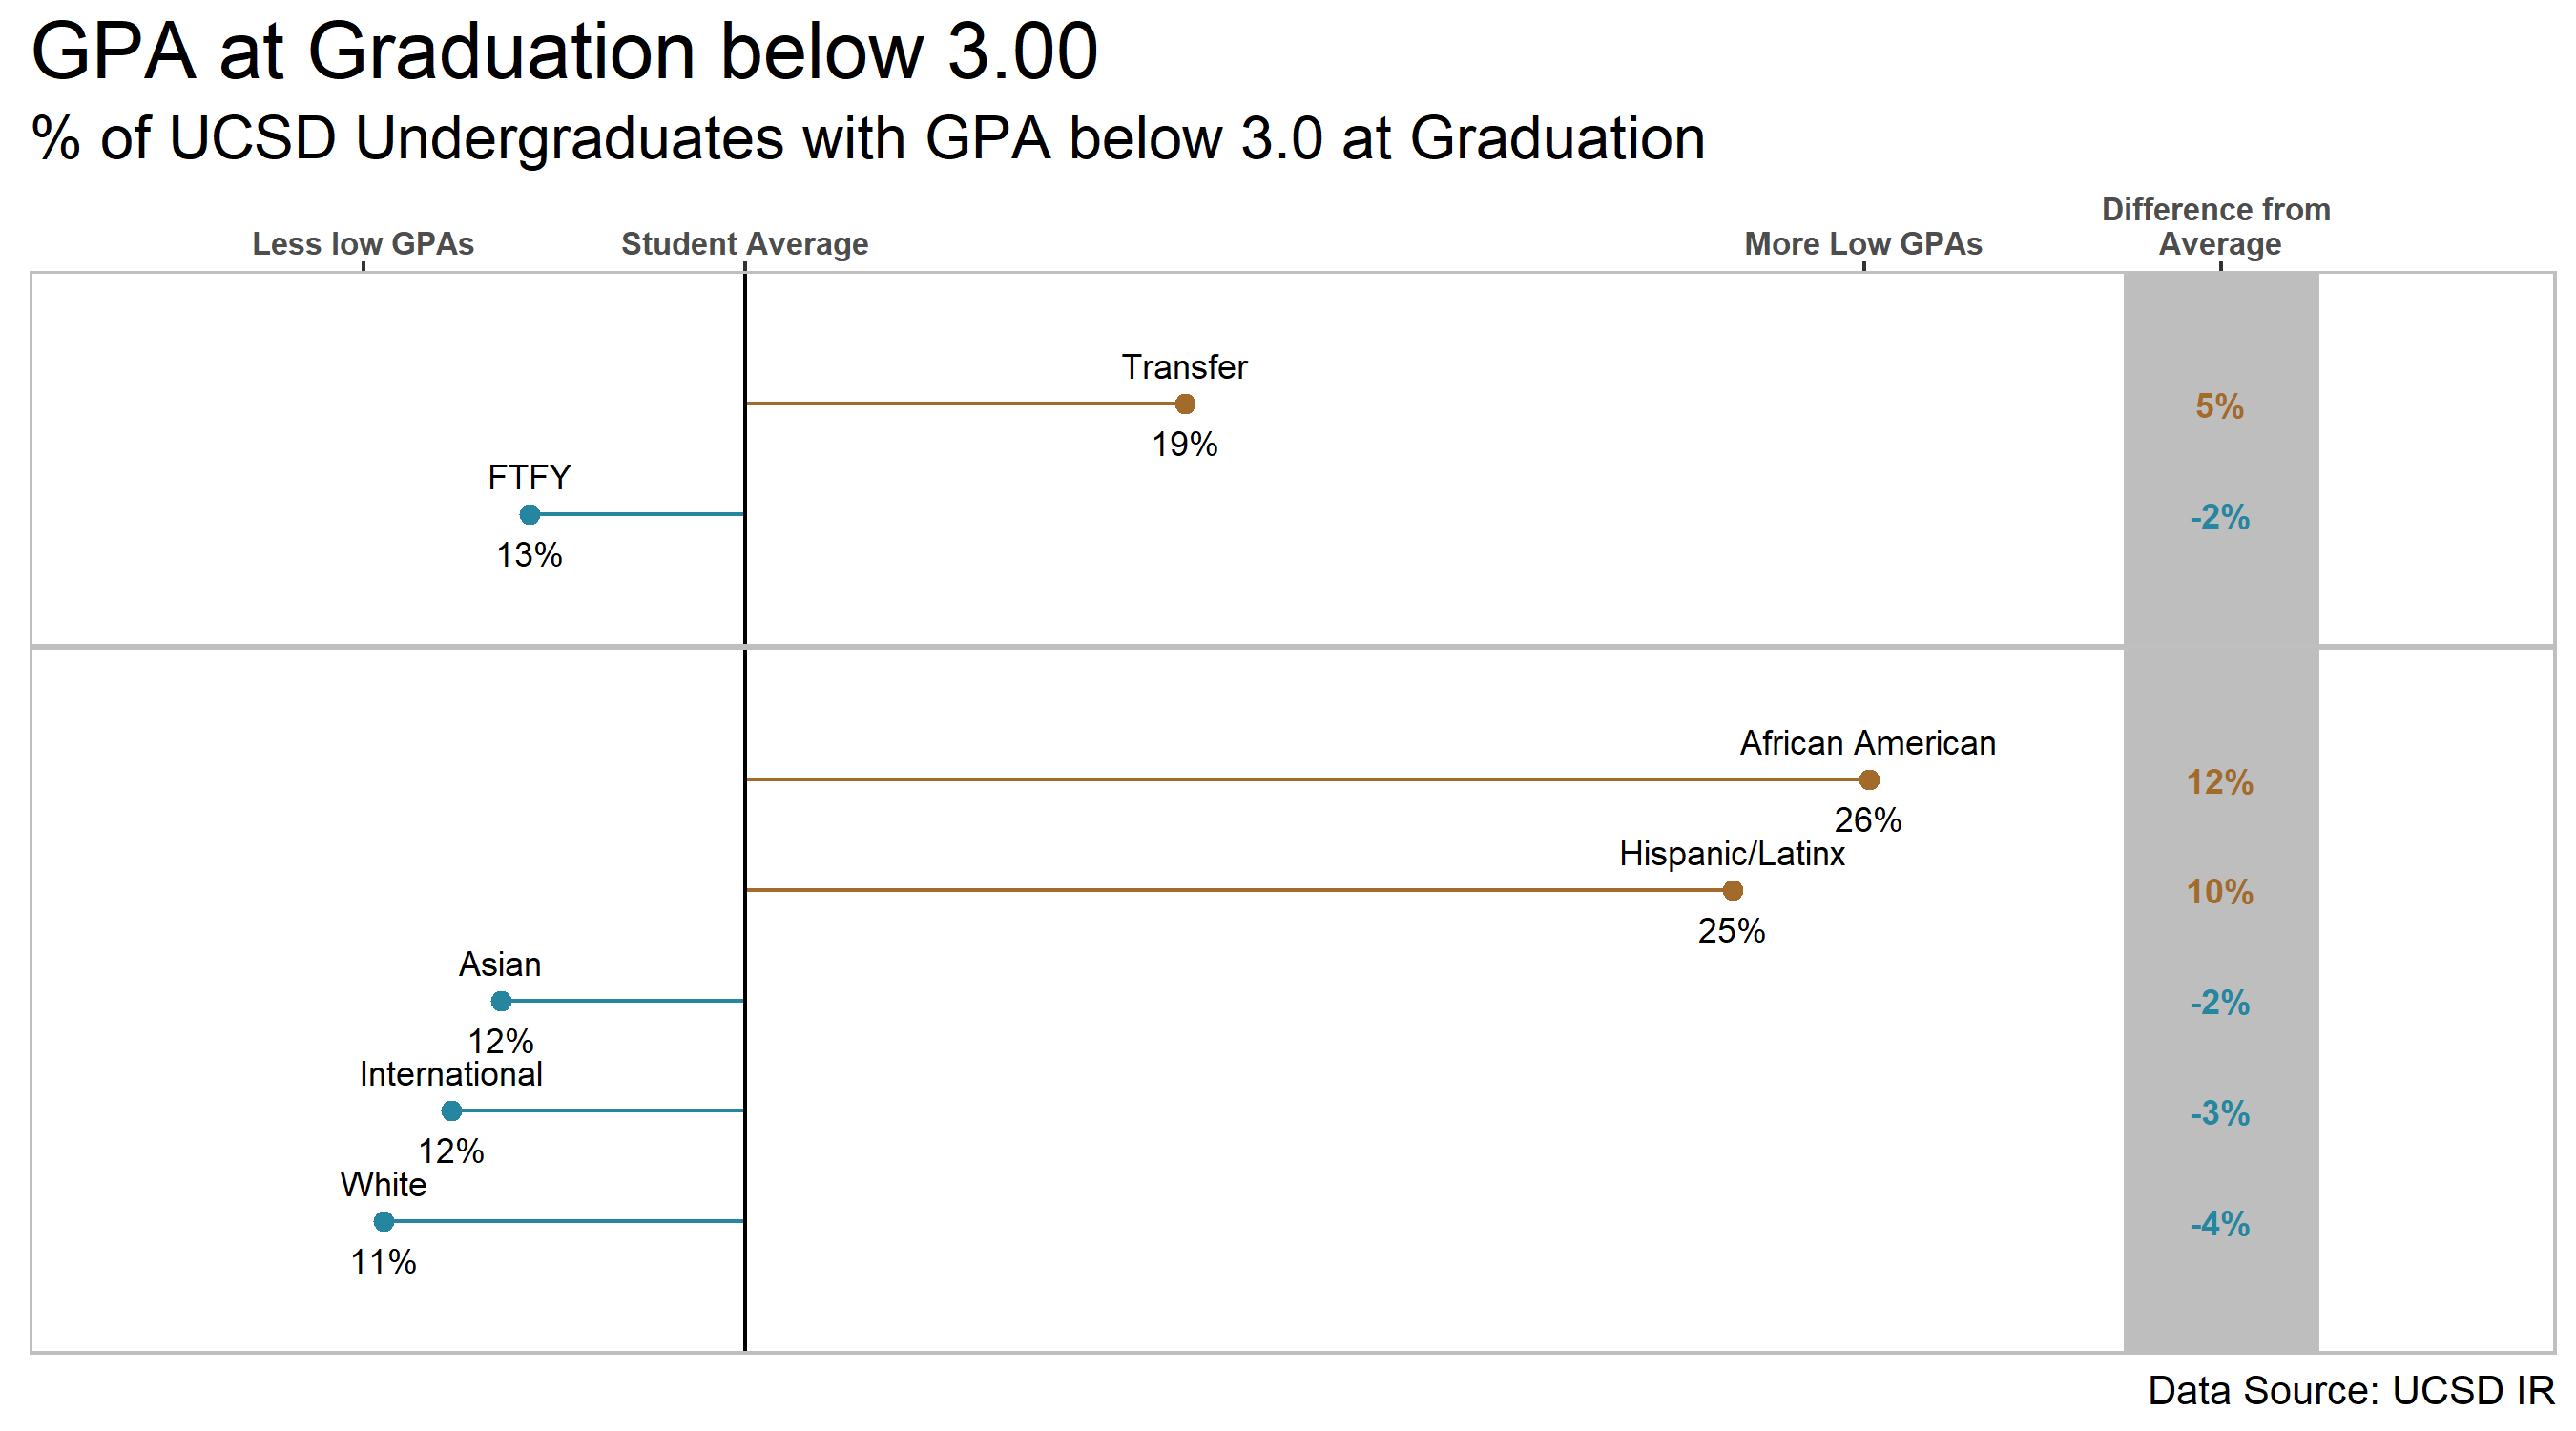 GPA at Graduation below 3.00
% of UCSD Undergraduates with GPA below 3.0 at Graduation
Less low GPAs
Student Average
More Low GPAs
Difference from
Average
Transfer
19%
5%
FTFY
13%
-2%
African American
26%
12%
Hispanic/Latinx
25%
10%
Asian
12%
-2%
International
12%
-3%
White
11%
-4%
Data Source: UCSD IR